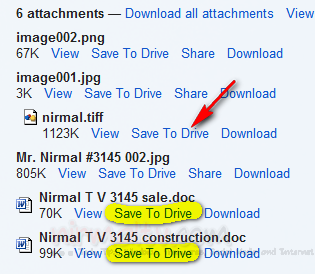 6 attachments — Download all attachments View
image002.png
67K View Save To Drive Share Download
image001.jpg
3K View Save To Drive Share Download
nirmal.tiff
1123K View Save To Drive Download
Mr. Nirmal #3145 002.jpg
805K View Save To Drive Share Download
Nirmal T V 3145 sale.doc
70K View Save To Drive Download
Nirmal T V 3145 construction.doc
99K View Save To Drive Download